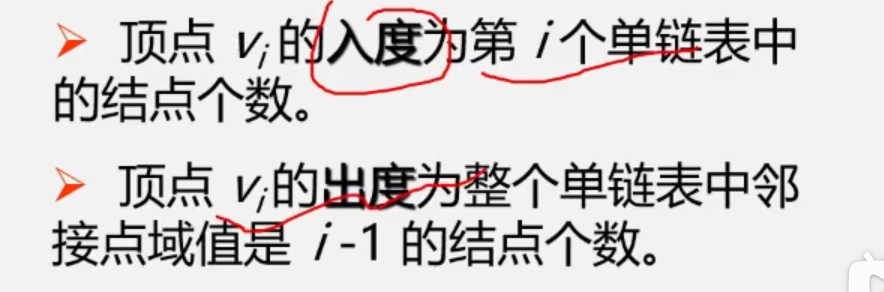 ➢ 顶点 vᵢ 的入度为第 i 个单链表中
的结点个数。
➢ 顶点 vᵢ 的出度为整个单链表中邻
接点域值是 i -1 的结点个数。